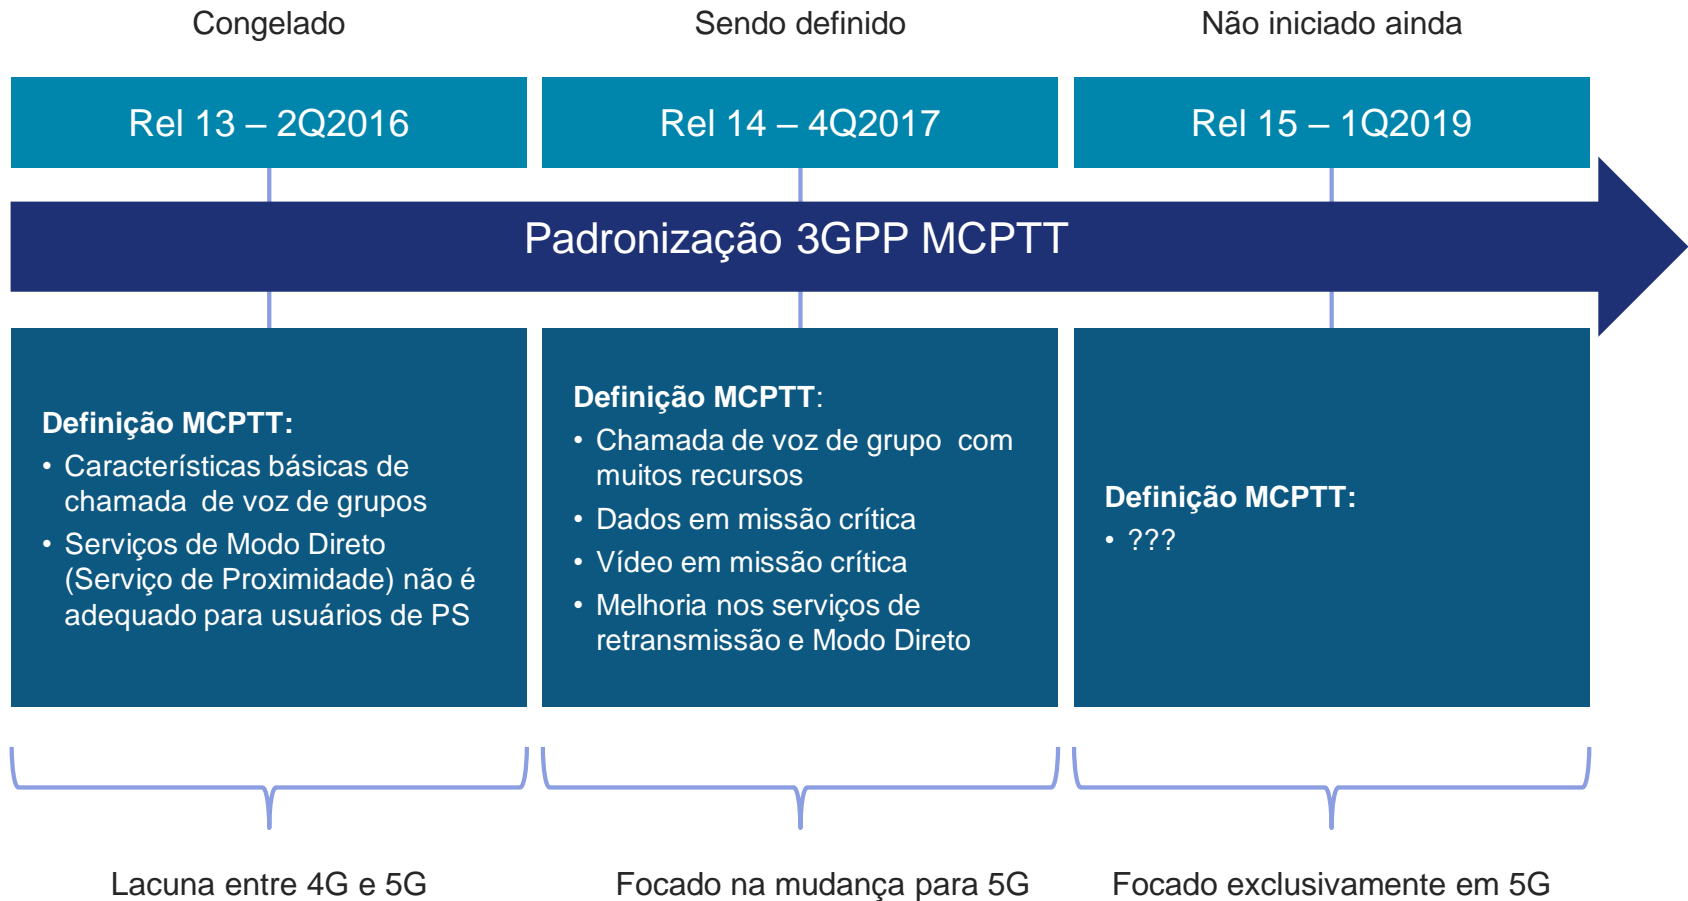 Congelado
Sendo definido
Não iniciado ainda
Rel 13 – 2Q2016
Rel 14 – 4Q2017
Rel 15 – 1Q2019
Padronização 3GPP MCPTT
Definição MCPTT:
• Características básicas de
chamada de voz de grupos
• Serviços de Modo Direto
(Serviço de Proximidade) não é
adequado para usuários de PS
Definição MCPTT:
• Chamada de voz de grupo com
muitos recursos
• Dados em missão crítica
• Vídeo em missão crítica
• Melhoria nos serviços de
retransmissão e Modo Direto
Definição MCPTT:
• ???
Lacuna entre 4G e 5G
Focado na mudança para 5G
Focado exclusivamente em 5G